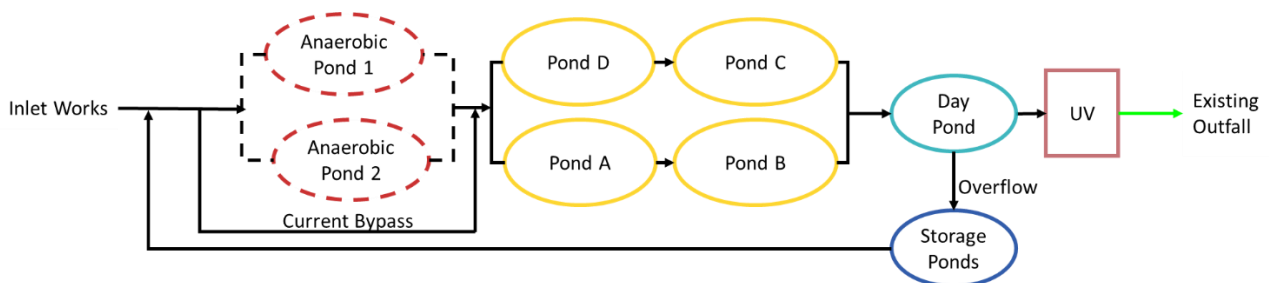 Inlet Works
Anaerobic
Pond 1
Anaerobic
Pond 2
Current Bypass
Pond D
Pond C
Pond A
Pond B
Day
Pond
UV
Existing
Outfall
Overflow
Storage
Ponds